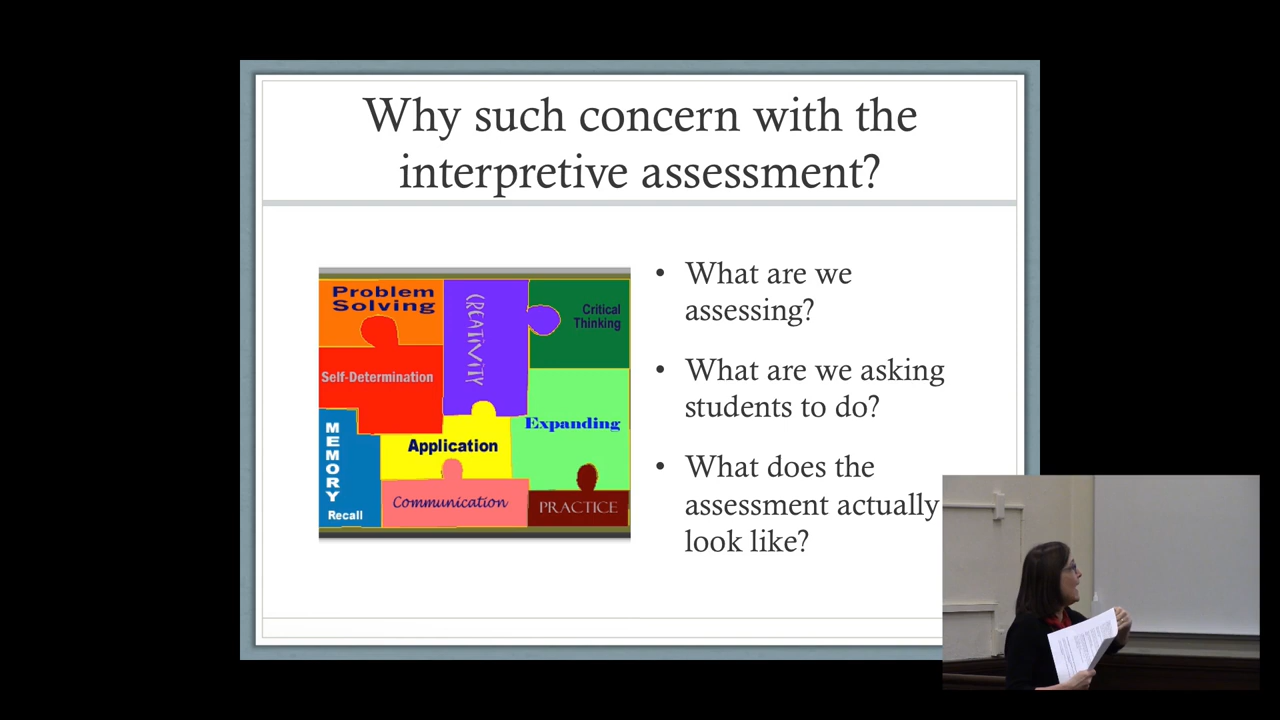 Why such concern with the
interpretive assessment?
Problem
Solving
CREATIVITY
Critical
Thinking
Self-Determination
MEMORY
Recall
Application
Expanding
Communication
PRACTICE
• What are we
assessing?
• What are we asking
students to do?
• What does the
assessment actually
look like?